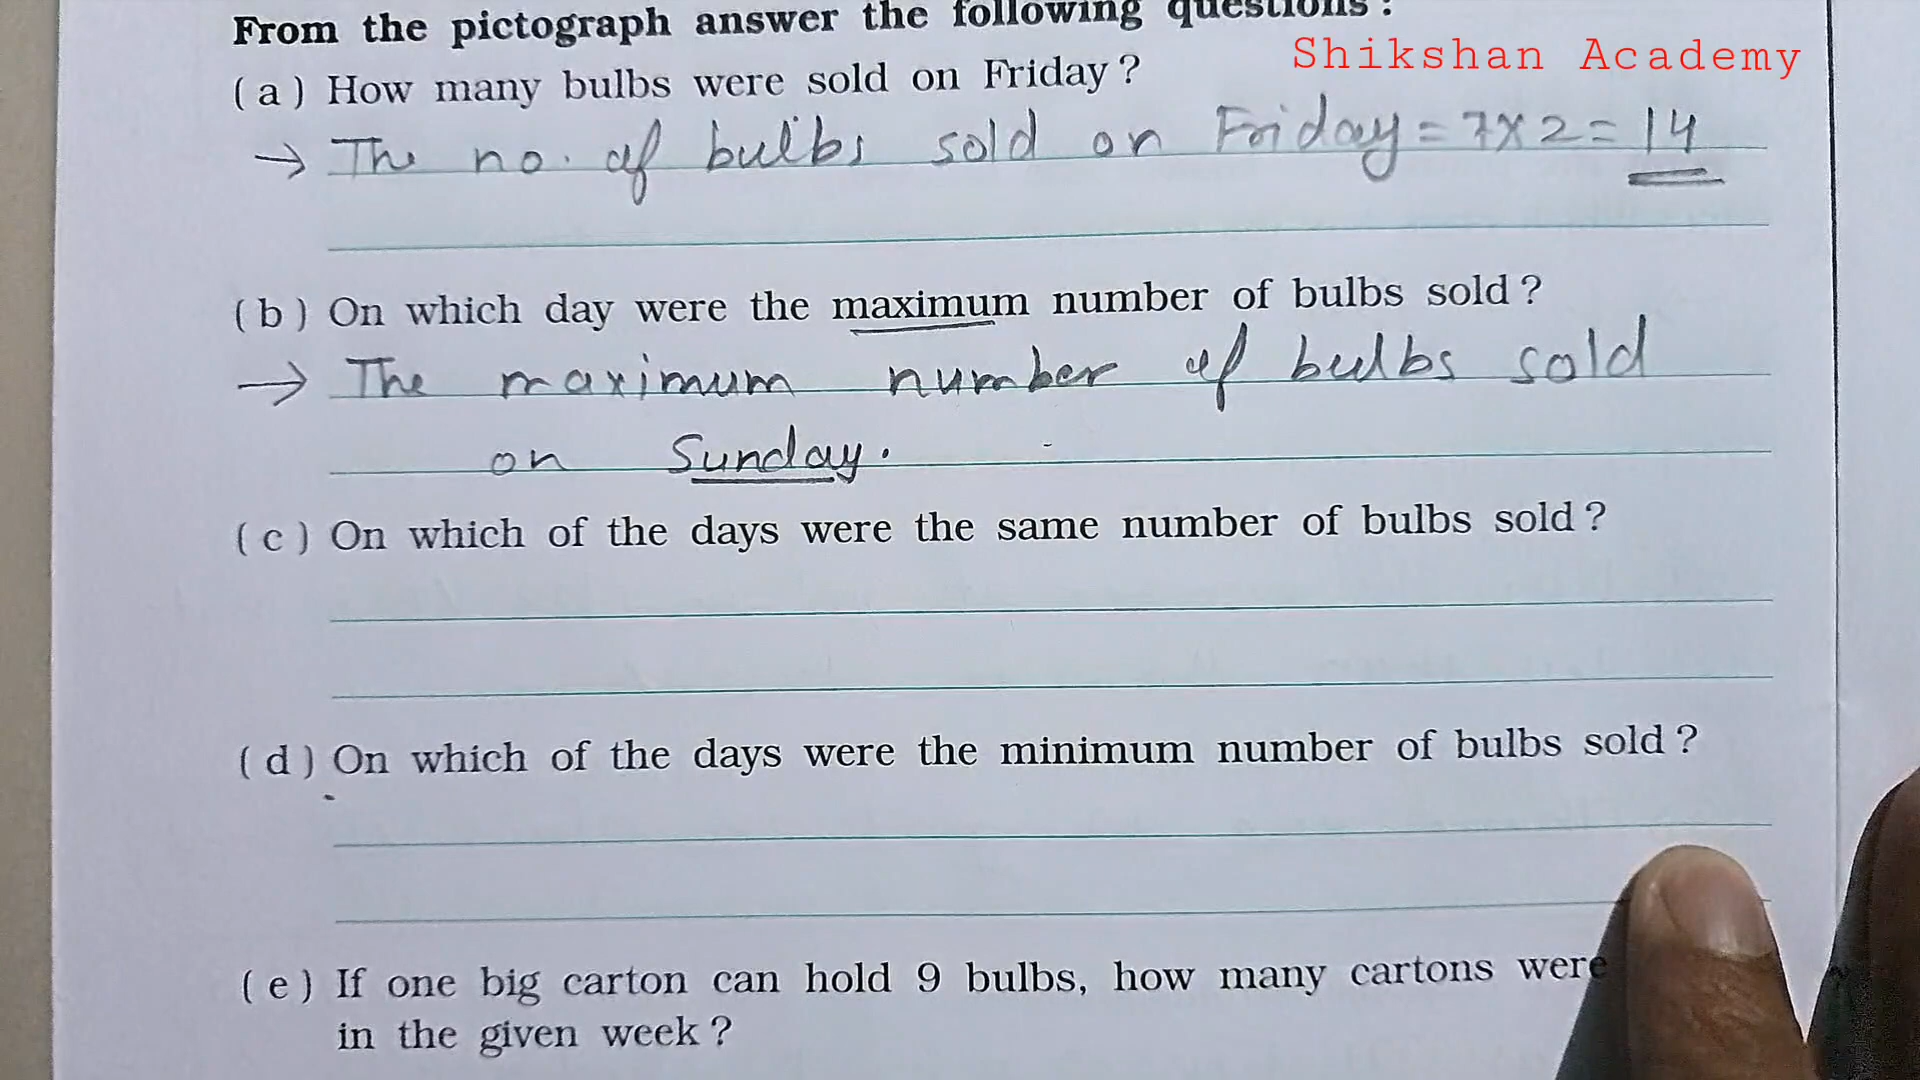 From the pictograph answer the following questions :
Shikshan Academy
( a ) How many bulbs were sold on Friday ?
→ The no. of bulbs sold on Friday = 7 x 2 = 14
( b ) On which day were the maximum number of bulbs sold ?
→ The maximum number of bulbs sold
on Sunday.
( c ) On which of the days were the same number of bulbs sold ?
( d ) On which of the days were the minimum number of bulbs sold ?
( e ) If one big carton can hold 9 bulbs, how many cartons were
in the given week ?